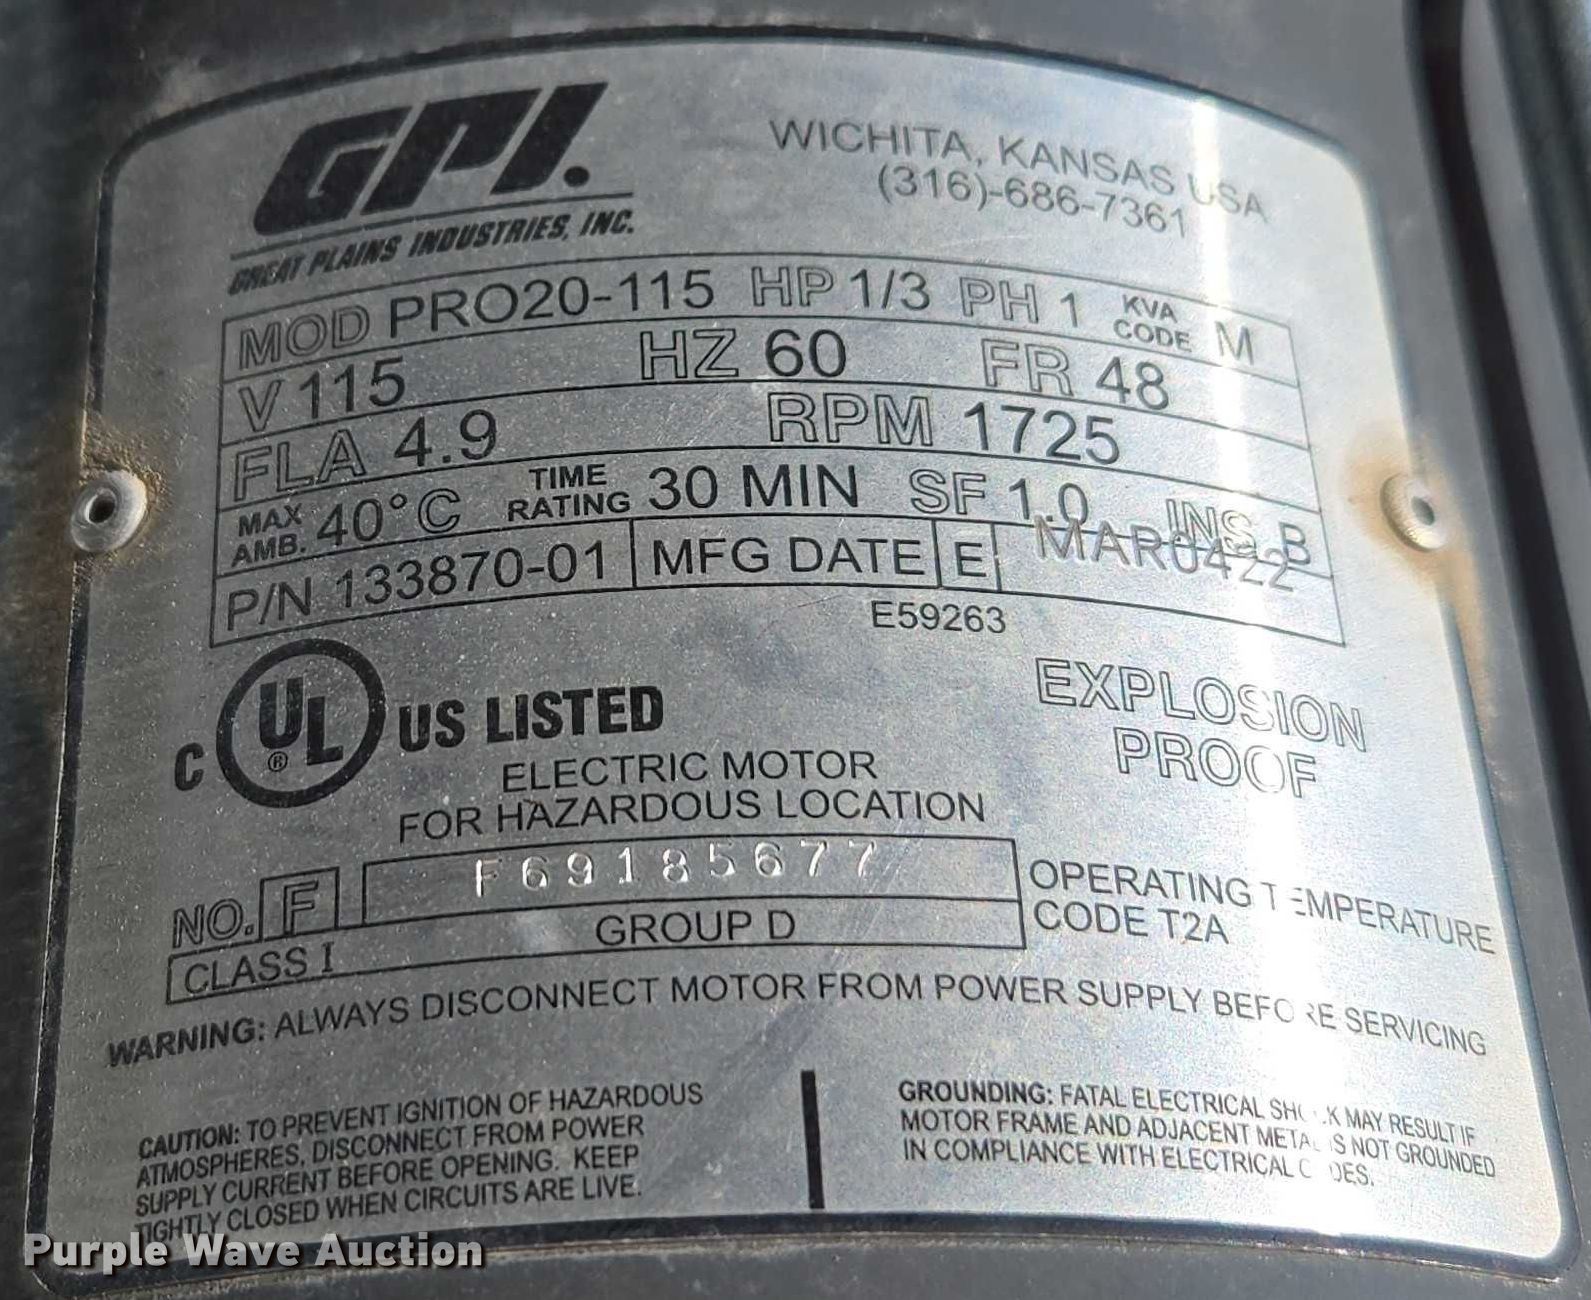 GPI.
GREAT PLAINS INDUSTRIES, INC.
WICHITA, KANSAS USA
(316)-686-7361
MOD PRO20-115 HP 1/3 PH 1 KVA CODE M
V 115 HZ 60 FR 48
FLA 4.9 RPM 1725
MAX AMB. 40°C TIME RATING 30 MIN SF 1.0 INS. B
P/N 133870-01 MFG DATE E MAR0422
E59263
C UL ® US LISTED
EXPLOSION
PROOF
ELECTRIC MOTOR
FOR HAZARDOUS LOCATION
NO. F F69185677
CLASS I GROUP D
OPERATING TEMPERATURE
CODE T2A
WARNING: ALWAYS DISCONNECT MOTOR FROM POWER SUPPLY BEFORE SERVICING
CAUTION: TO PREVENT IGNITION OF HAZARDOUS
ATMOSPHERES, DISCONNECT FROM POWER
SUPPLY CURRENT BEFORE OPENING. KEEP
TIGHTLY CLOSED WHEN CIRCUITS ARE LIVE.
GROUNDING: FATAL ELECTRICAL SHOCK MAY RESULT IF
MOTOR FRAME AND ADJACENT METAL IS NOT GROUNDED
IN COMPLIANCE WITH ELECTRICAL CODES.
Purple Wave Auction